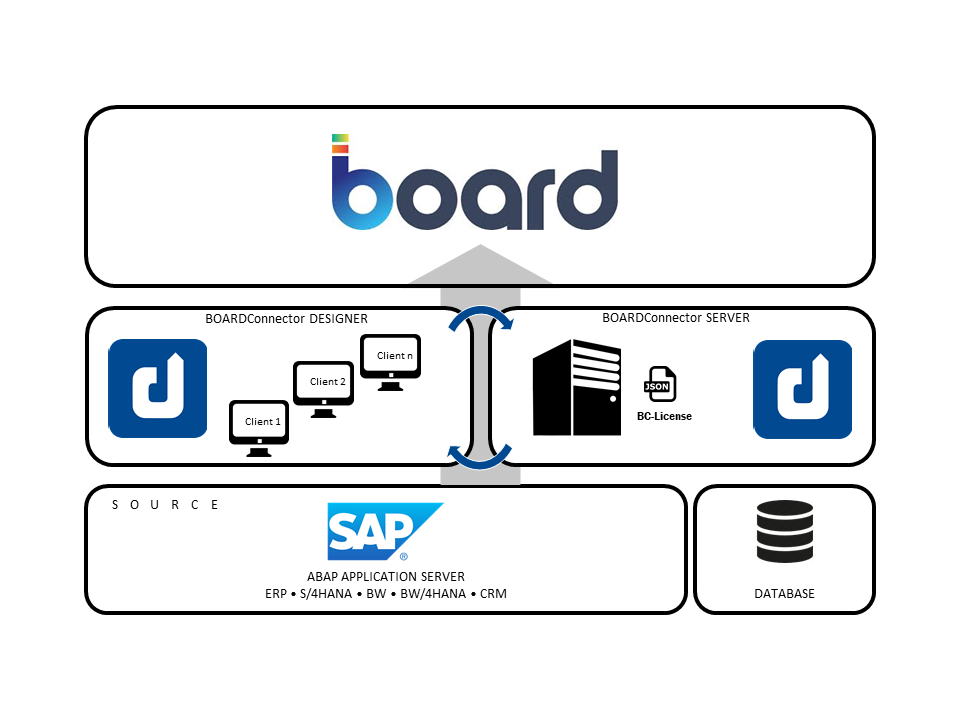 board
BOARDConnector DESIGNER
BOARDConnector SERVER
Client n
Client 2
Client 1
JSON
BC-License
SOURCE
SAP®
ABAP APPLICATION SERVER
ERP • S/4HANA • BW • BW/4HANA • CRM
DATABASE